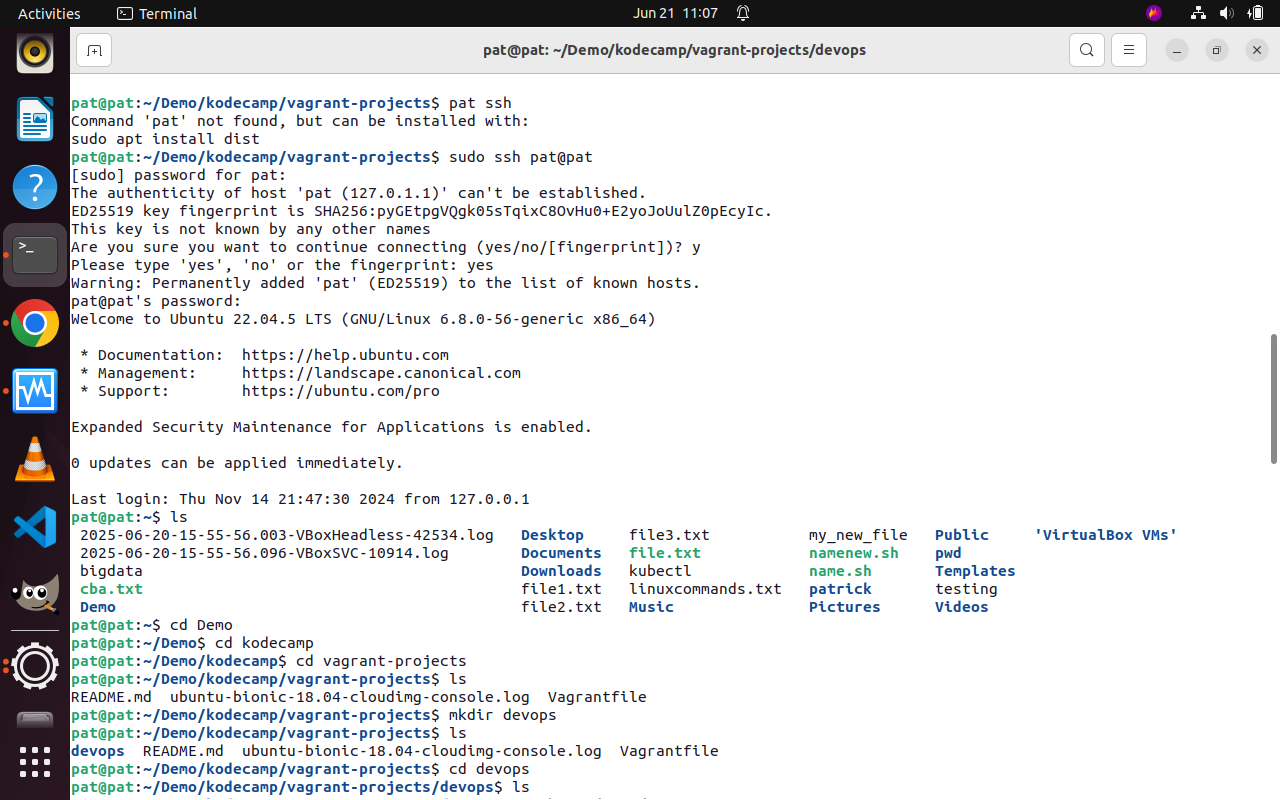 Activities
Terminal
Jun 21 11:07
pat@pat: ~/Demo/kodecamp/vagrant-projects/devops
pat@pat:~/Demo/kodecamp/vagrant-projects$ pat ssh
Command 'pat' not found, but can be installed with:
sudo apt install dist
pat@pat:~/Demo/kodecamp/vagrant-projects$ sudo ssh pat@pat
[sudo] password for pat:
The authenticity of host 'pat (127.0.1.1)' can't be established.
ED25519 key fingerprint is SHA256:pyGEtpgVQgk05sTqixC8OvHu0+E2yoJoUulZ0pEcyIc.
This key is not known by any other names
Are you sure you want to continue connecting (yes/no/[fingerprint])? y
Please type 'yes', 'no' or the fingerprint: yes
Warning: Permanently added 'pat' (ED25519) to the list of known hosts.
pat@pat's password:
Welcome to Ubuntu 22.04.5 LTS (GNU/Linux 6.8.0-56-generic x86_64)
* Documentation:  https://help.ubuntu.com
* Management:     https://landscape.canonical.com
* Support:        https://ubuntu.com/pro
Expanded Security Maintenance for Applications is enabled.
0 updates can be applied immediately.
Last login: Thu Nov 14 21:47:30 2024 from 127.0.0.1
pat@pat:~$ ls
2025-06-20-15-55-56.003-VBoxHeadless-42534.log   Desktop     file3.txt           my_new_file   Public     'VirtualBox VMs'
2025-06-20-15-55-56.096-VBoxSVC-10914.log        Documents   file.txt            namenew.sh    pwd
bigdata                                          Downloads   kubectl             name.sh       Templates
cba.txt                                          file1.txt   linuxcommands.txt   patrick       testing
Demo                                             file2.txt   Music               Pictures      Videos
pat@pat:~$ cd Demo
pat@pat:~/Demo$ cd kodecamp
pat@pat:~/Demo/kodecamp$ cd vagrant-projects
pat@pat:~/Demo/kodecamp/vagrant-projects$ ls
README.md  ubuntu-bionic-18.04-cloudimg-console.log  Vagrantfile
pat@pat:~/Demo/kodecamp/vagrant-projects$ mkdir devops
pat@pat:~/Demo/kodecamp/vagrant-projects$ ls
devops  README.md  ubuntu-bionic-18.04-cloudimg-console.log  Vagrantfile
pat@pat:~/Demo/kodecamp/vagrant-projects$ cd devops
pat@pat:~/Demo/kodecamp/vagrant-projects/devops$ ls